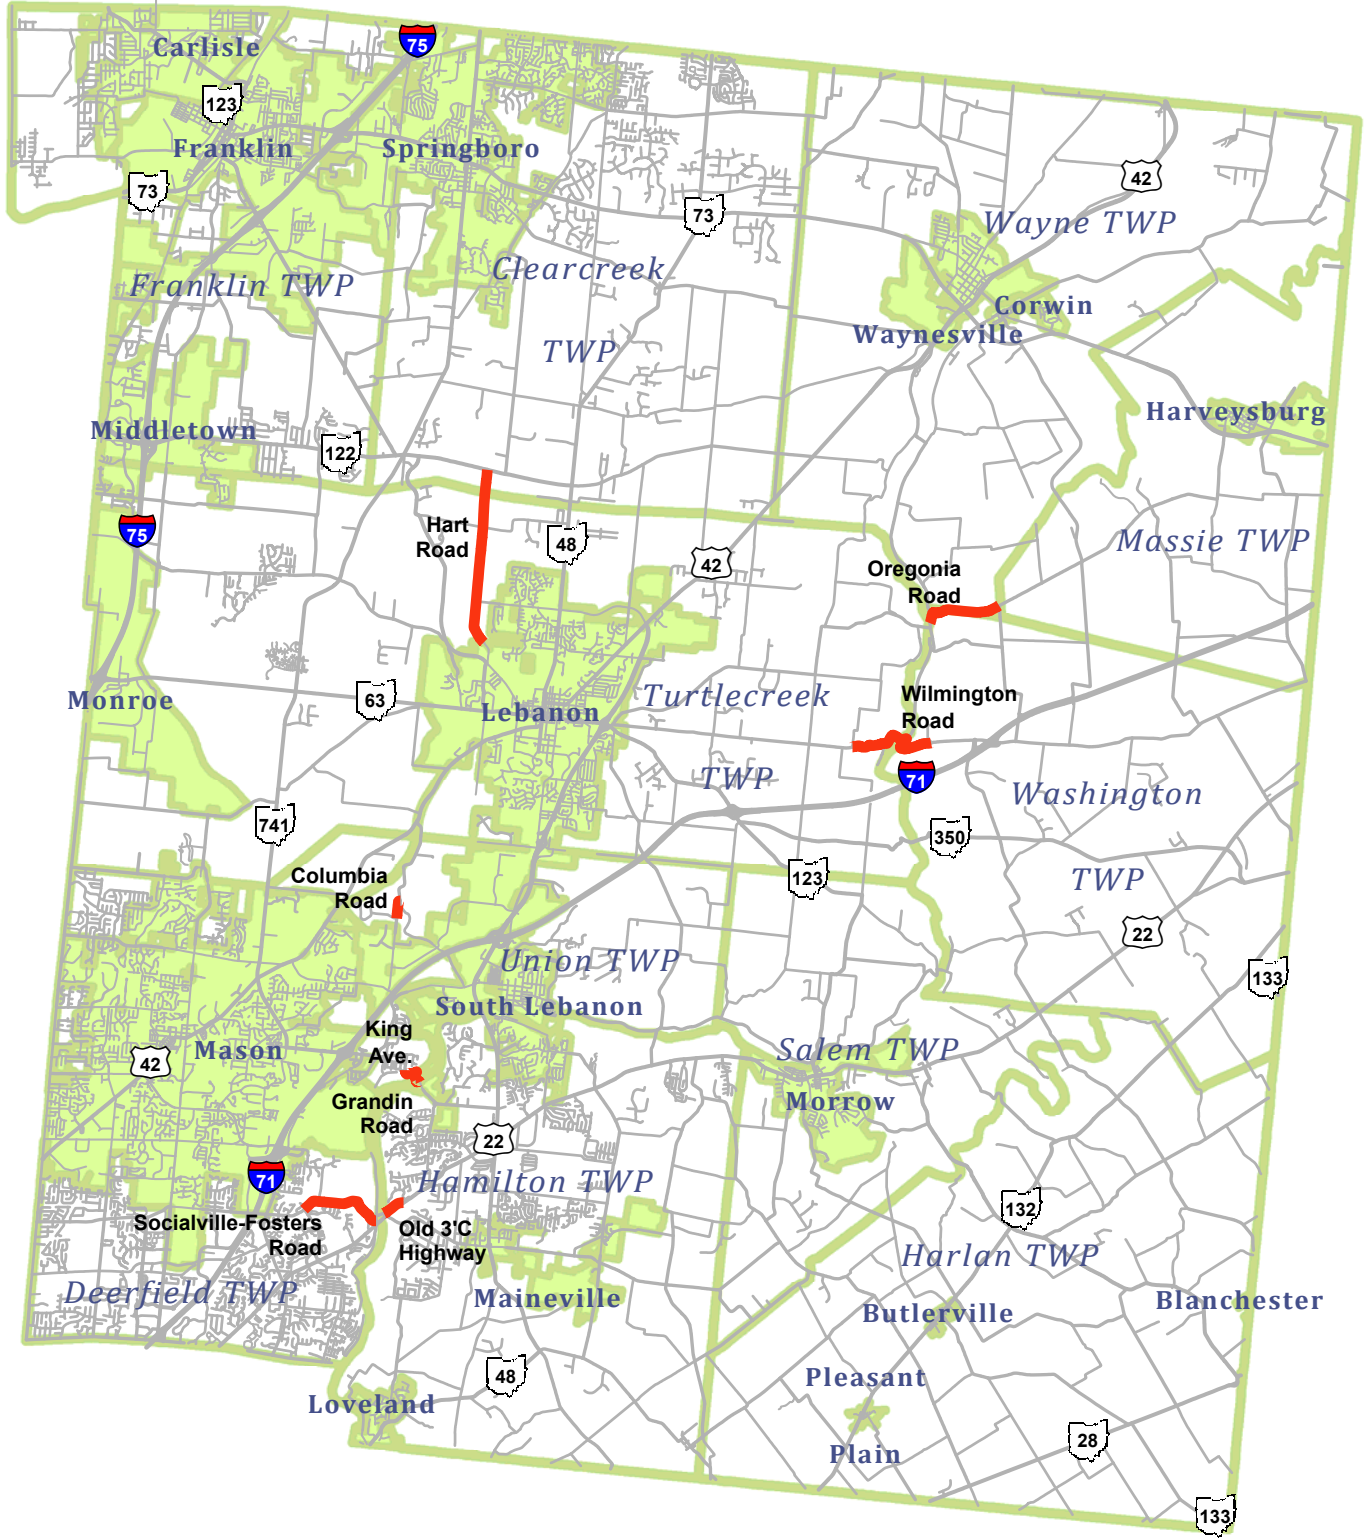 Carlisle
75
123
Franklin
Springboro
73
42
73
Wayne TWP
Clearcreek
TWP
Franklin TWP
Corwin
Waynesville
Harveysburg
Middletown
122
75
Hart
Road
48
42
Massie TWP
Oregonia
Road
Monroe
63
Lebanon
Turtlecreek
TWP
Wilmington
Road
71
Washington
TWP
741
350
Columbia
Road
123
22
133
Union TWP
South Lebanon
King
Ave.
Mason
42
Salem TWP
Morrow
Grandin
Road
22
71
Hamilton TWP
132
Socialville-Fosters
Road
Old 3'C
Highway
Harlan TWP
Deerfield TWP
Maineville
Butlerville
Blanchester
48
Pleasant
Plain
Loveland
28
133